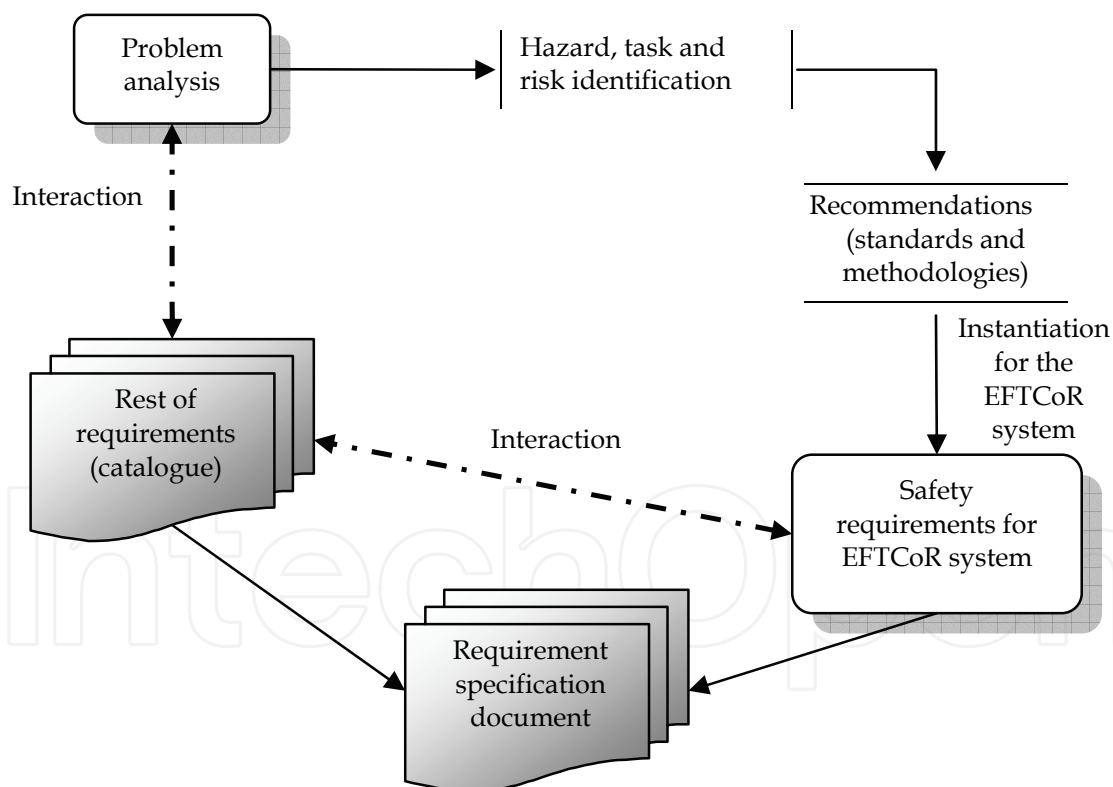 Problem
analysis
Hazard, task and
risk identification
Interaction
Recommendations
(standards and
methodologies)
Instantiation
for the
EFTCoR
system
Rest of
requirements
(catalogue)
Interaction
Safety
requirements for
EFTCoR system
Requirement
specification
document
IntechOpen